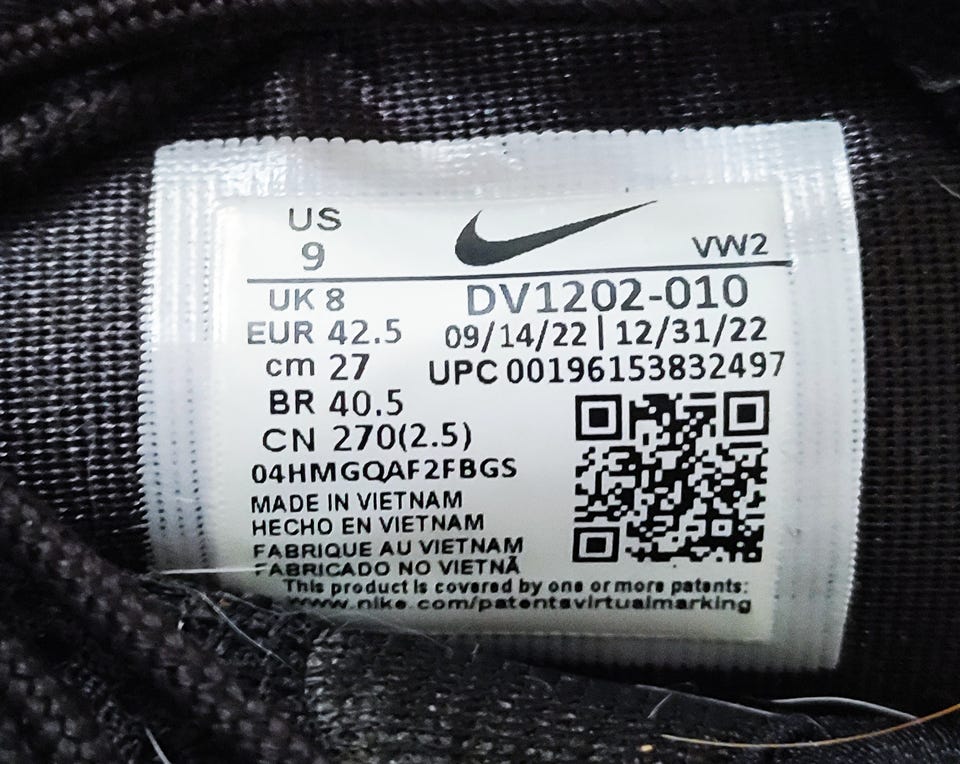 US
9
VW2
UK 8
DV1202-010
EUR 42.5
09/14/22 | 12/31/22
cm 27
UPC 00196153832497
BR 40.5
CN 270(2.5)
04HMGQAF2FBGS
MADE IN VIETNAM
HECHO EN VIETNAM
FABRIQUE AU VIETNAM
FABRICADO NO VIETNÃ
This product is covered by one or more patents:
www.nike.com/patentsvirtualmarking